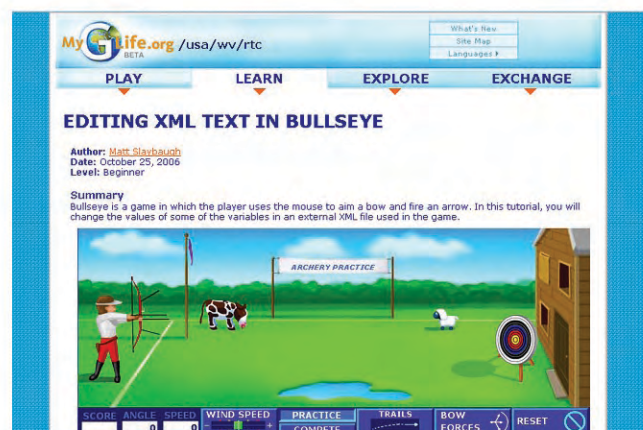 What's New
Site Map
Languages
My GLife.org /usa/wv/rtc
BETA
PLAY LEARN EXPLORE EXCHANGE
EDITING XML TEXT IN BULLSEYE
Author: Matt Slaybaugh
Date: October 25, 2006
Level: Beginner
Summary
Bullseye is a game in which the player uses the mouse to aim a bow and fire an arrow. In this tutorial, you will
change the values of some of the variables in an external XML file used in the game.
ARCHERY PRACTICE
SCORE ANGLE SPEED WIND SPEED PRACTICE TRAILS BOW
FORCES RESET
0 0 - + COMPETE